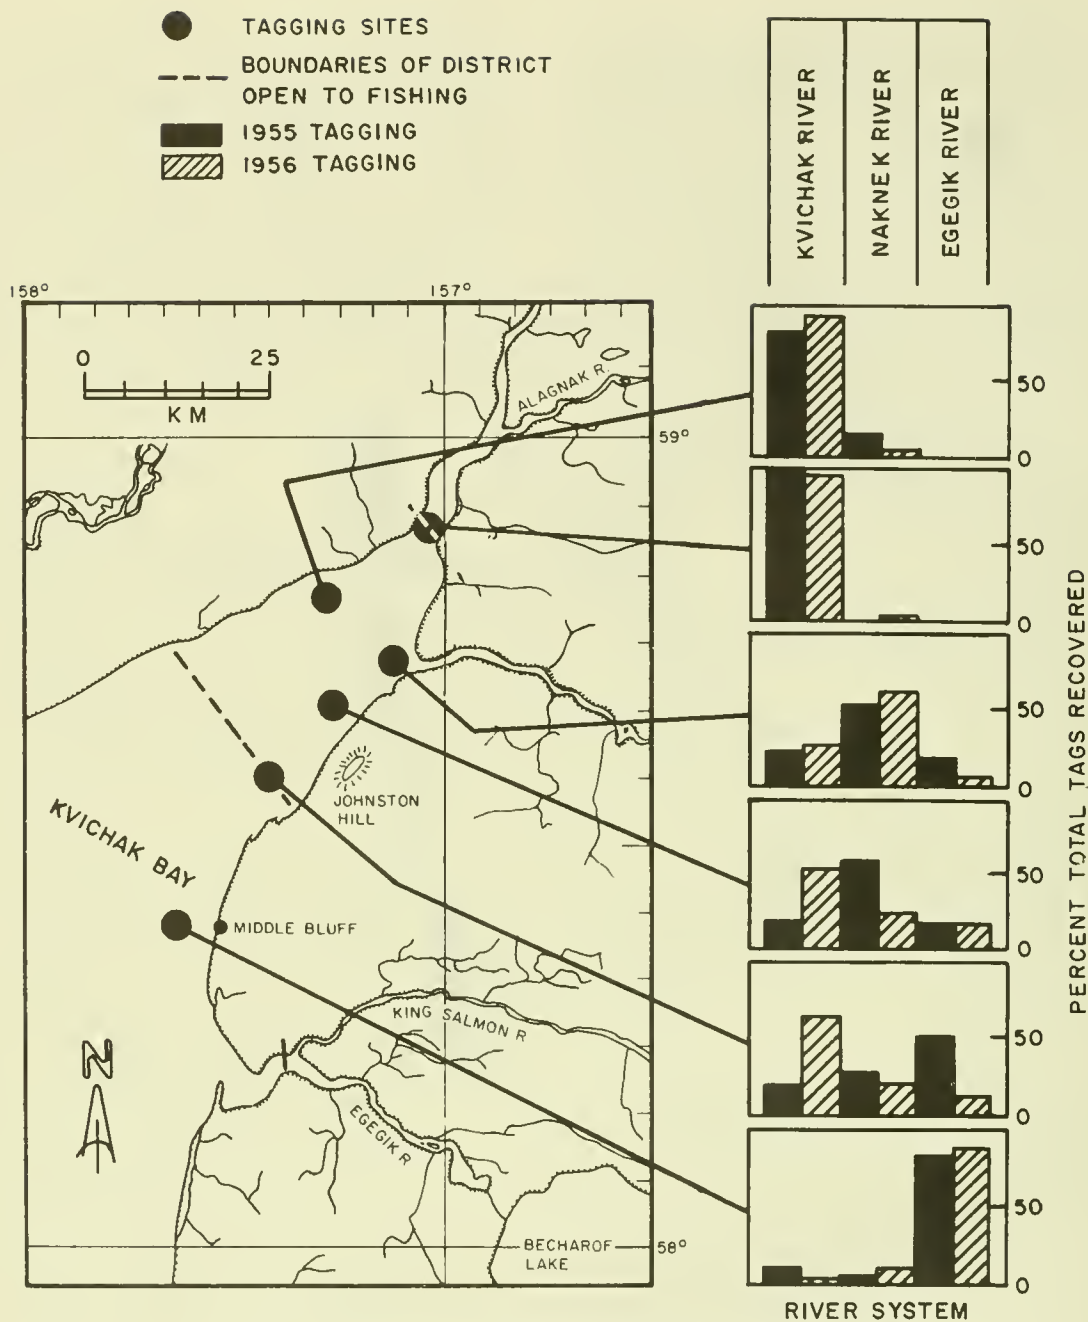 TAGGING SITES
BOUNDARIES OF DISTRICT
OPEN TO FISHING
1955 TAGGING
1956 TAGGING
KVICHAK RIVER
NAKNEK RIVER
EGEGIK RIVER
158°
157°
0 25
KM
ALAGNAK R.
59°
JOHNSTON
HILL
KVICHAK BAY
MIDDLE BLUFF
KING SALMON R
N
EGEGIK R
BECHAROF
LAKE
58°
50
0
50
0
50
0
50
0
50
0
50
0
PERCENT TOTAL TAGS RECOVERED
RIVER SYSTEM